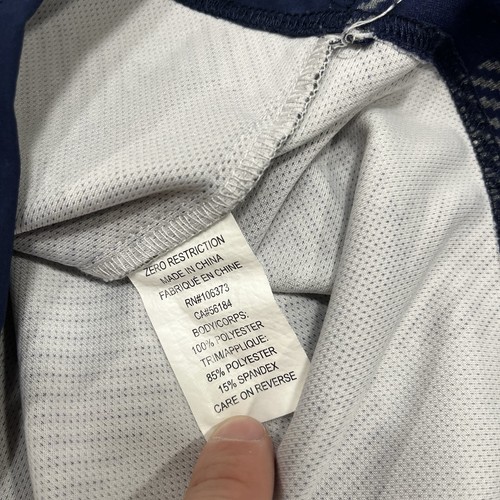 ZERO RESTRICTION
MADE IN CHINA
FABRIQUÉ EN CHINE
RN#106373
CA#56184
BODY/CORPS:
100% POLYESTER
TRIM/APPLIQUE:
85% POLYESTER
15% SPANDEX
CARE ON REVERSE